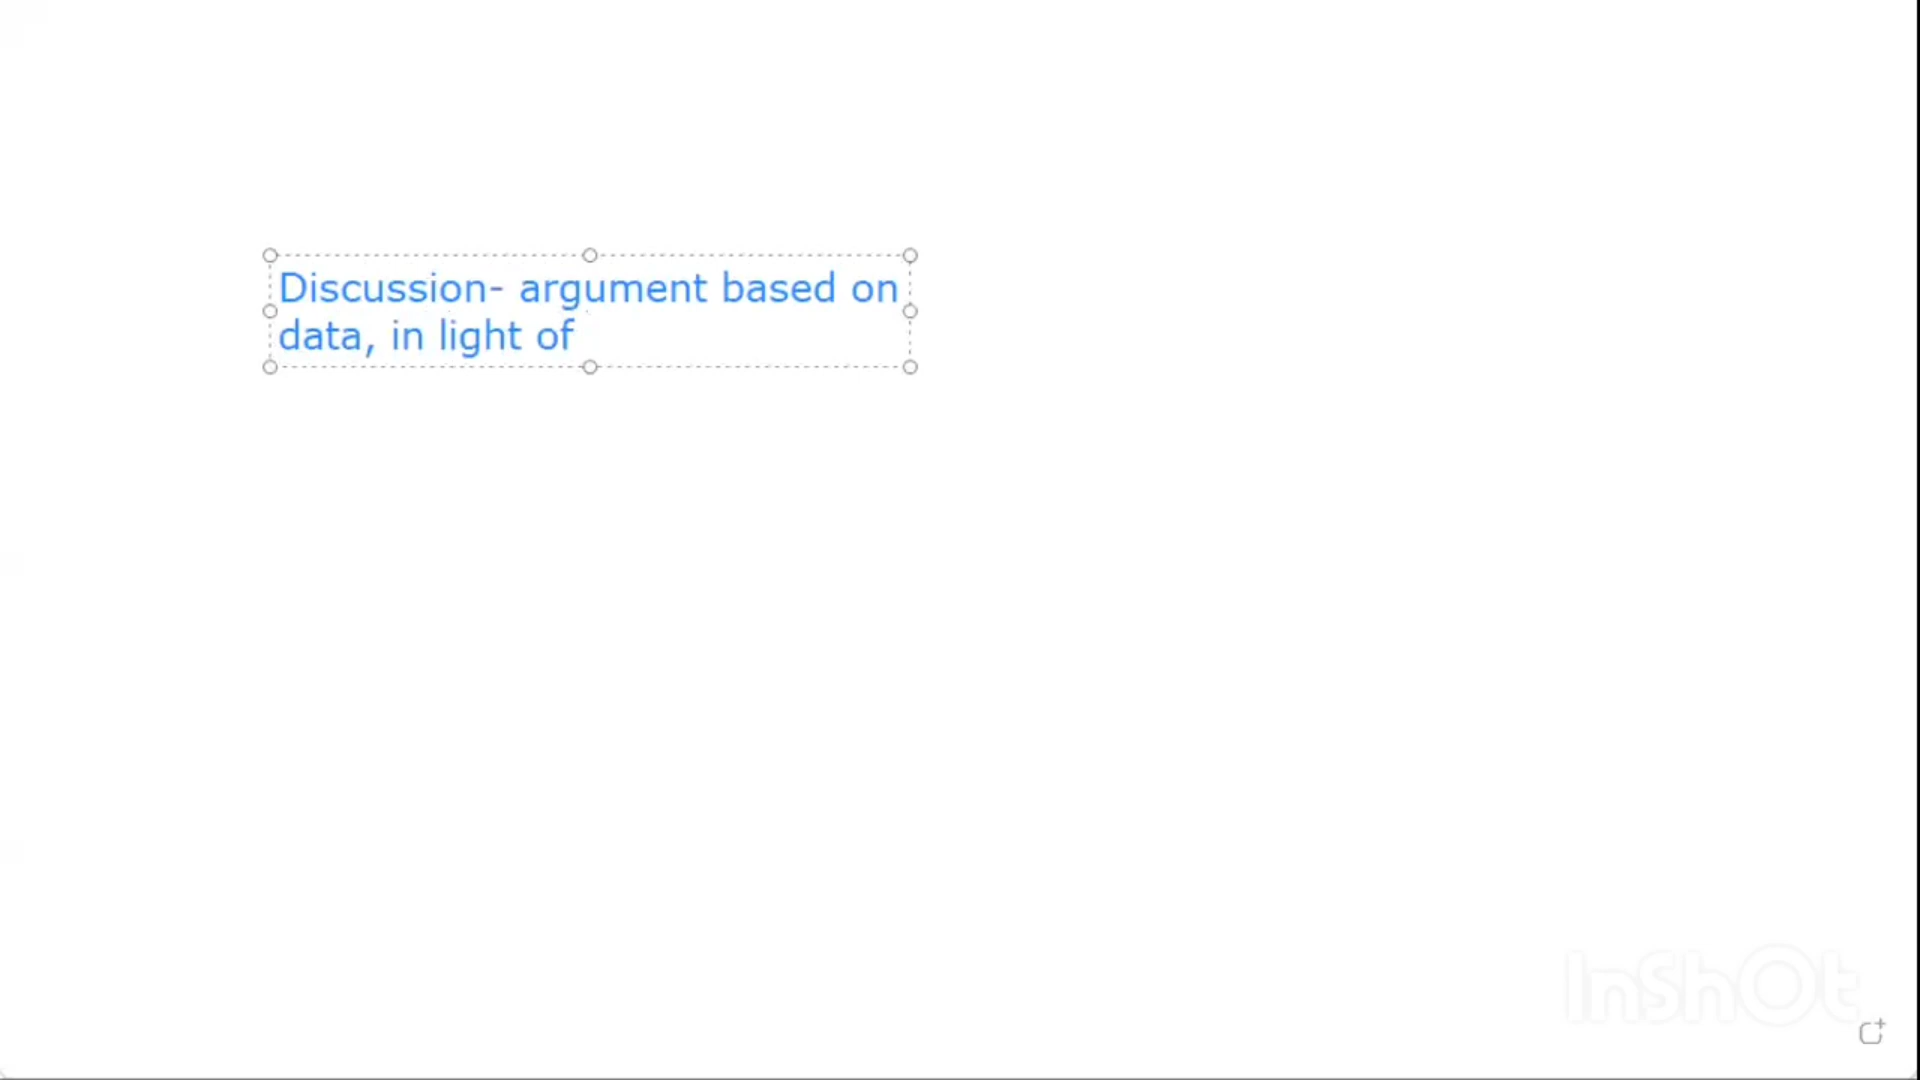 Discussion- argument based on
data, in light of
InShOt